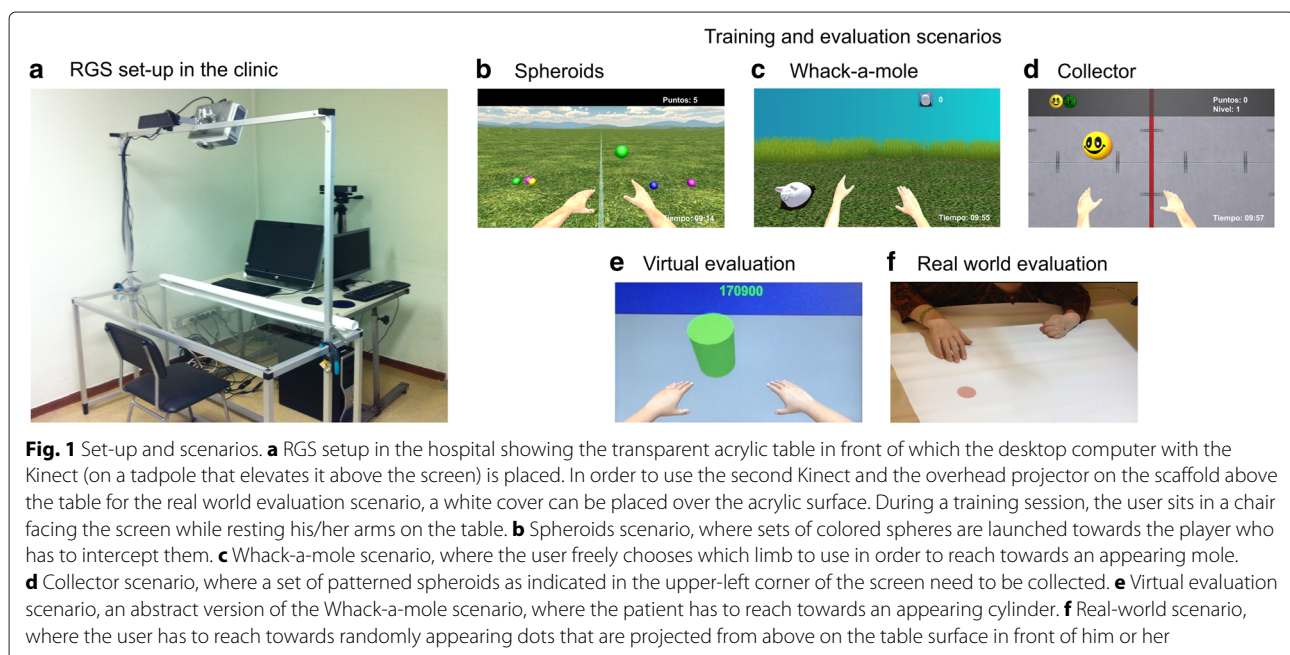 Training and evaluation scenarios
a RGS set-up in the clinic
b Spheroids
c Whack-a-mole
d Collector
Puntos: 5
Tiempo: 09:14
0
Tiempo: 09:55
Puntos: 0
Nivel: 1
Tiempo: 09:57
e Virtual evaluation
f Real world evaluation
170900
Fig. 1 Set-up and scenarios. a RGS setup in the hospital showing the transparent acrylic table in front of which the desktop computer with the
Kinect (on a tadpole that elevates it above the screen) is placed. In order to use the second Kinect and the overhead projector on the scaffold above
the table for the real world evaluation scenario, a white cover can be placed over the acrylic surface. During a training session, the user sits in a chair
facing the screen while resting his/her arms on the table. b Spheroids scenario, where sets of colored spheres are launched towards the player who
has to intercept them. c Whack-a-mole scenario, where the user freely chooses which limb to use in order to reach towards an appearing mole.
d Collector scenario, where a set of patterned spheroids as indicated in the upper-left corner of the screen need to be collected. e Virtual evaluation
scenario, an abstract version of the Whack-a-mole scenario, where the patient has to reach towards an appearing cylinder. f Real-world scenario,
where the user has to reach towards randomly appearing dots that are projected from above on the table surface in front of him or her